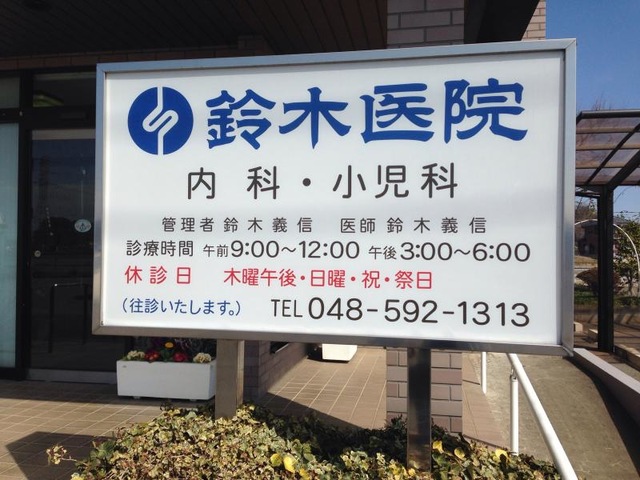 鈴木医院
内科・小児科
管理者 鈴木義信 医師 鈴木義信
診療時間 午前9:00～12:00 午後3:00～6:00
休診日 木曜午後・日曜・祝・祭日
(往診いたします。) TEL 048-592-1313